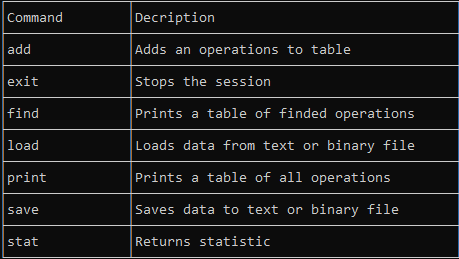 Command Decription
add Adds an operations to table
exit Stops the session
find Prints a table of finded operations
load Loads data from text or binary file
print Prints a table of all operations
save Saves data to text or binary file
stat Returns statistic